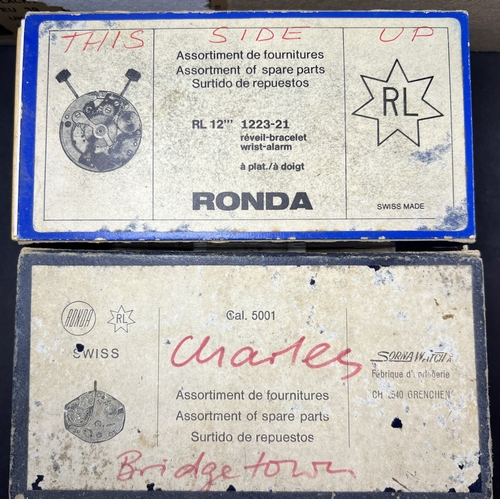 THIS SIDE UP
Assortiment de fournitures
Assortment of spare parts
Surtido de repuestos
RL 12''' 1223-21
réveil-bracelet
wrist-alarm
à plat./à doigt
RONDA
RL
SWISS MADE
RONDA RL
SWISS
Cal. 5001
Charles
Assortiment de fournitures
Assortment of spare parts
Surtido de repuestos
Bridgetown
SORNA WATCH
Fabrique d'horlogerie
GRENCHEN